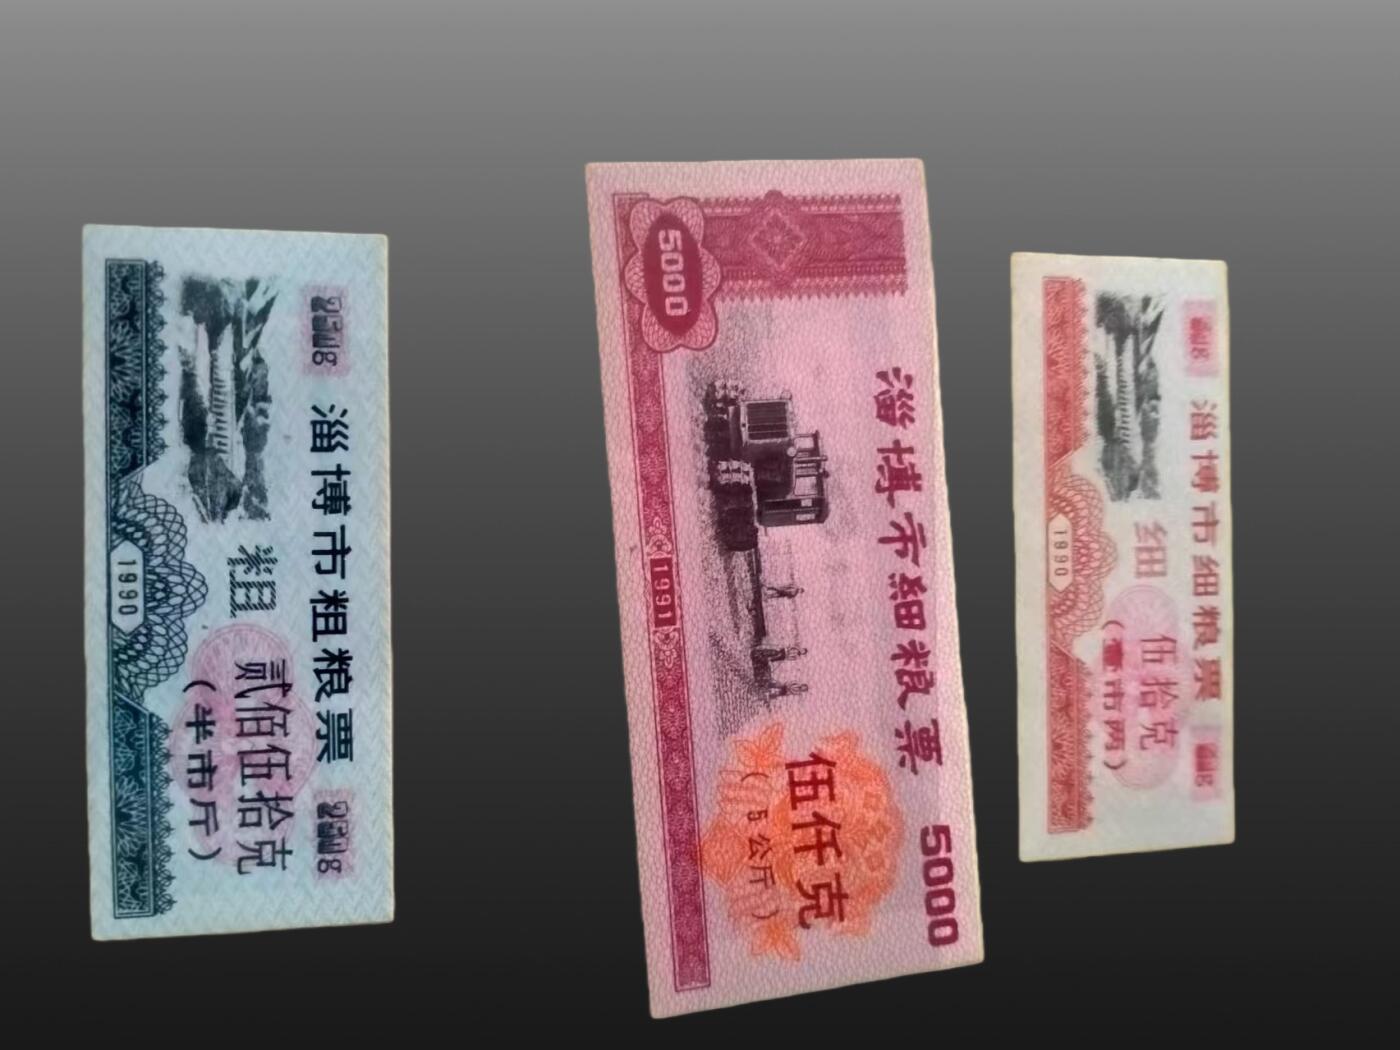 250g
淄博市粗粮票
250g
粗
贰佰伍拾克
(半市斤)
1990
5000
淄博市细粮票
5000
伍仟克
(5公斤)
1991
淄博市细粮票
细
伍拾克
(壹市两)
1990